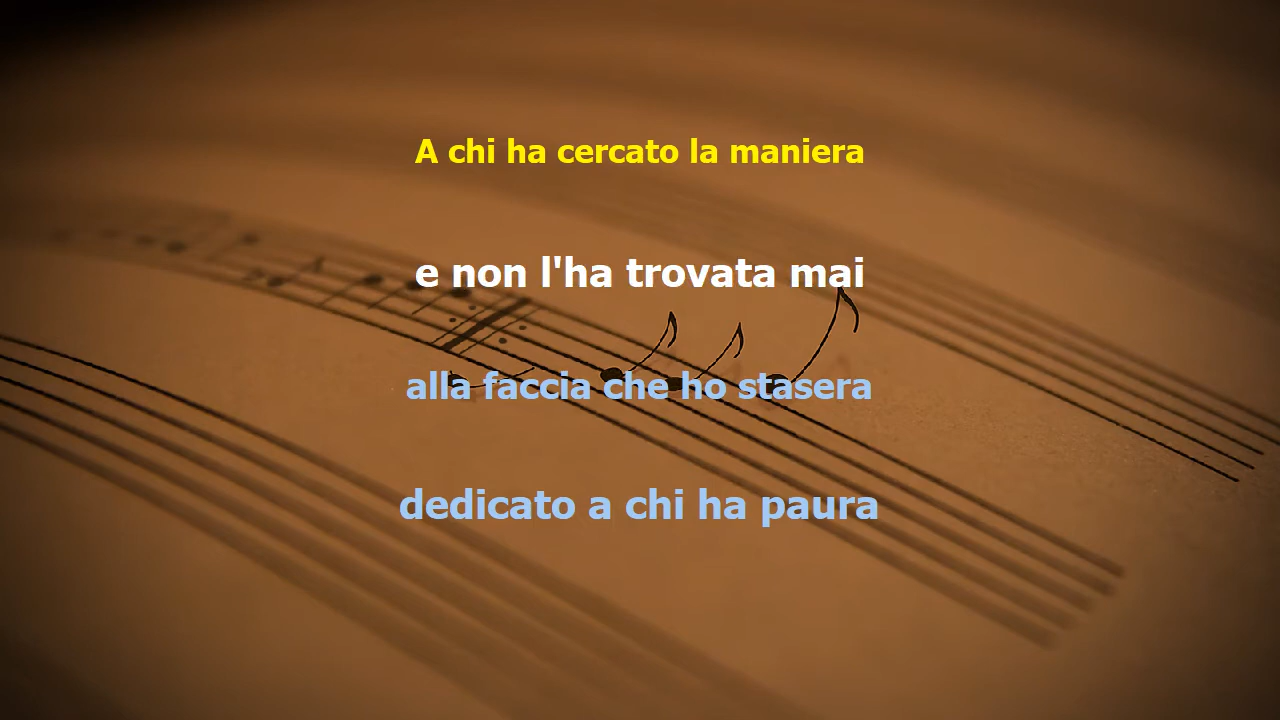 A chi ha cercato la maniera
e non l'ha trovata mai
alla faccia che ho stasera
dedicato a chi ha paura